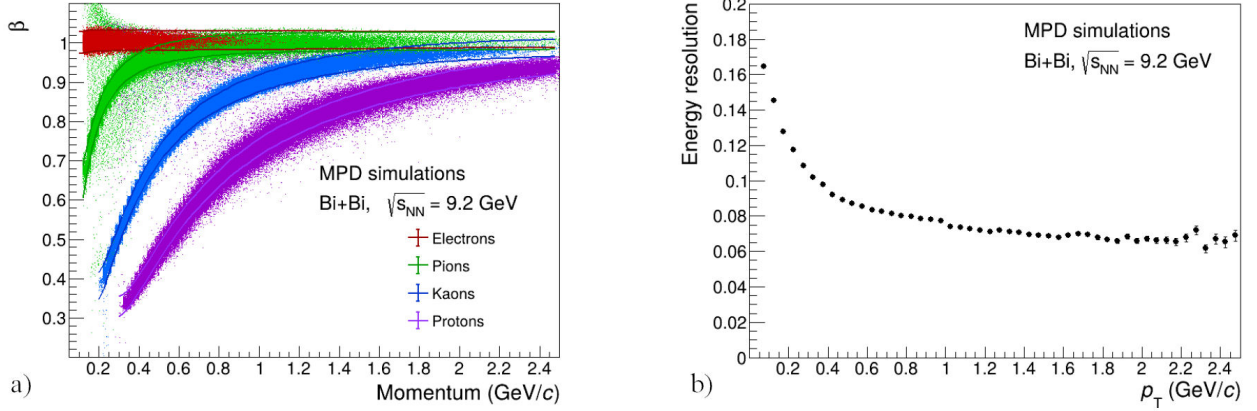 β
1
0.9
0.8
0.7
0.6
0.5
0.4
0.3
MPD simulations
Bi+Bi, √s_NN = 9.2 GeV
Electrons
Pions
Kaons
Protons
0.2 0.4 0.6 0.8 1 1.2 1.4 1.6 1.8 2 2.2 2.4
Momentum (GeV/c)
a)
Energy resolution
0.2
0.18
0.16
0.14
0.12
0.1
0.08
0.06
0.04
0.02
0
MPD simulations
Bi+Bi, √s_NN = 9.2 GeV
0.2 0.4 0.6 0.8 1 1.2 1.4 1.6 1.8 2 2.2 2.4
p_T (GeV/c)
b)